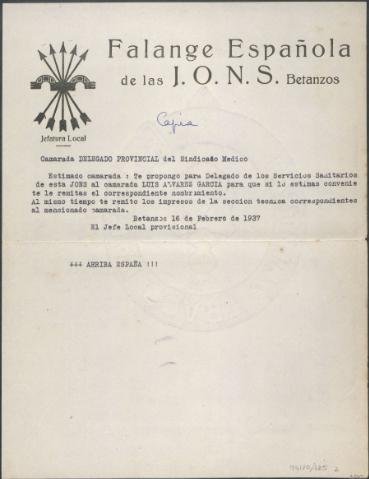 Falange Española
de las J. O. N. S. Betanzos
Copia
Jefatura Local
Camarada DELEGADO PROVINCIAL del Sindicaño Medico
Estimado camarada : Te propongo para Delegado de los Servicios Sanitarios
de esta JONS al camarada LUIS ALVAREZ GARCIA para que si lo estimas conveniente
te le remitas el correspondiente nombramiento.
Al mismo tiempo te remito los impresos de la seccion tecnica correspondientes
al mencionado camarada.
Betanzos 16 de Febrero de 1937
El Jefe Local provisional
ARRIBA ESPAÑA !!!